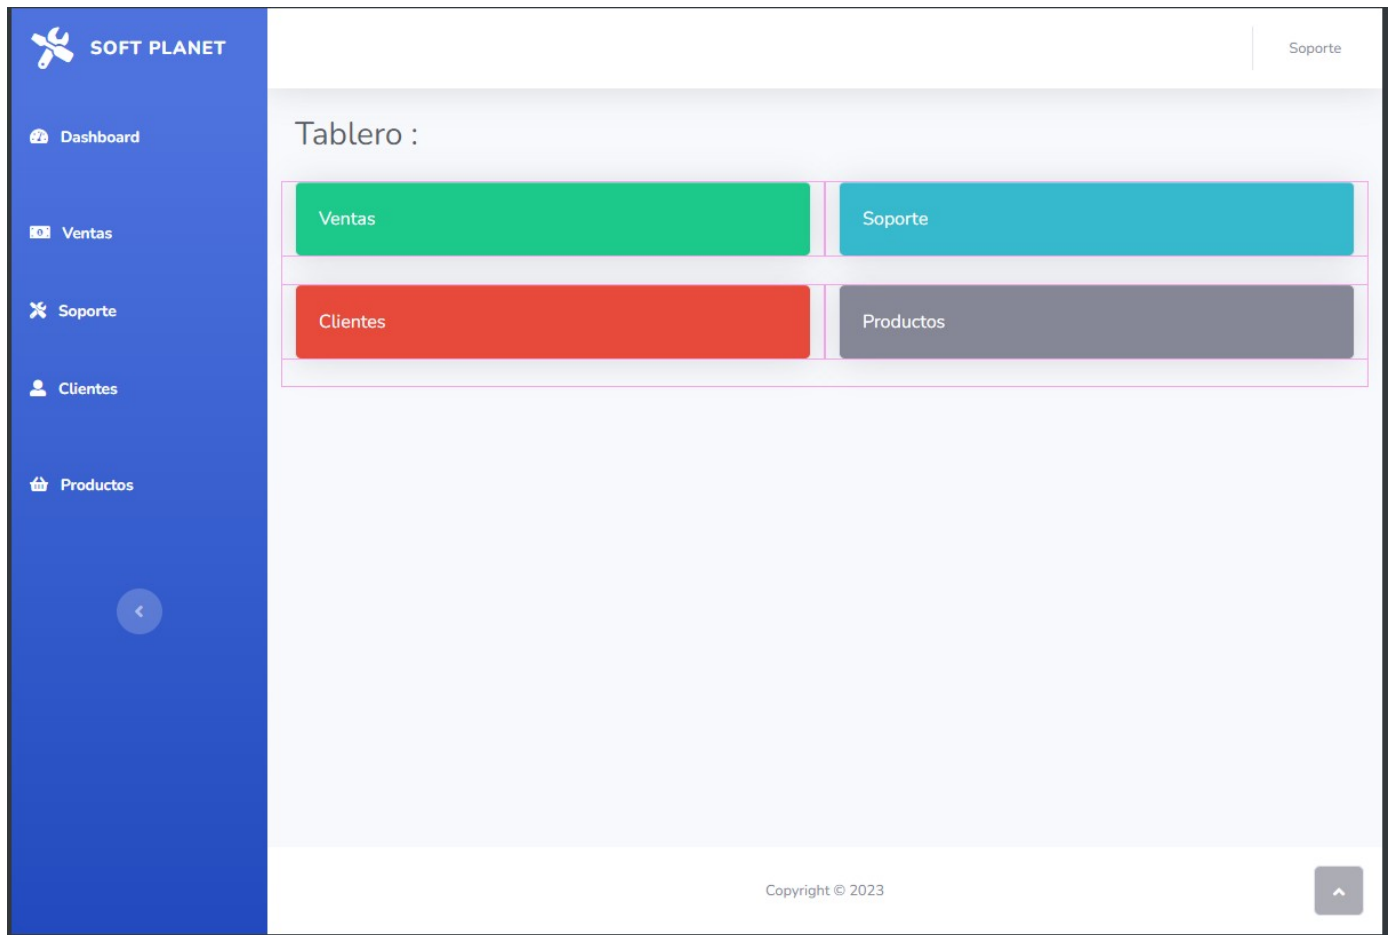 SOFT PLANET
Soporte
Dashboard
Ventas
Soporte
Clientes
Productos
Tablero :
Ventas
Soporte
Clientes
Productos
Copyright © 2023